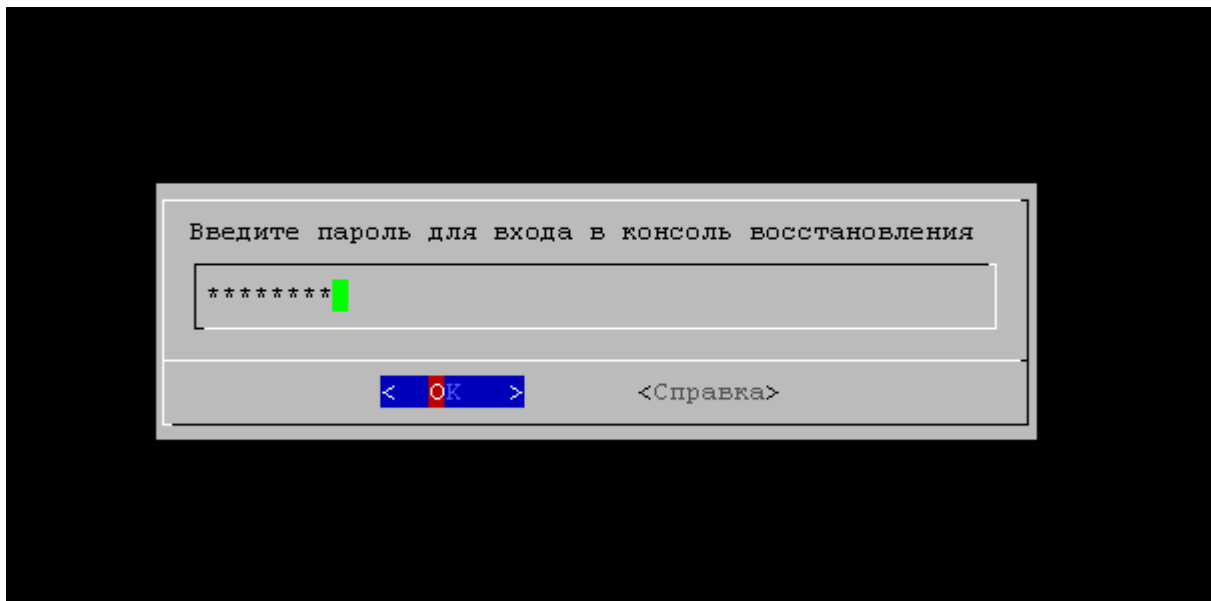 Введите пароль для входа в консоль восстановления
********
< OK > <Справка>